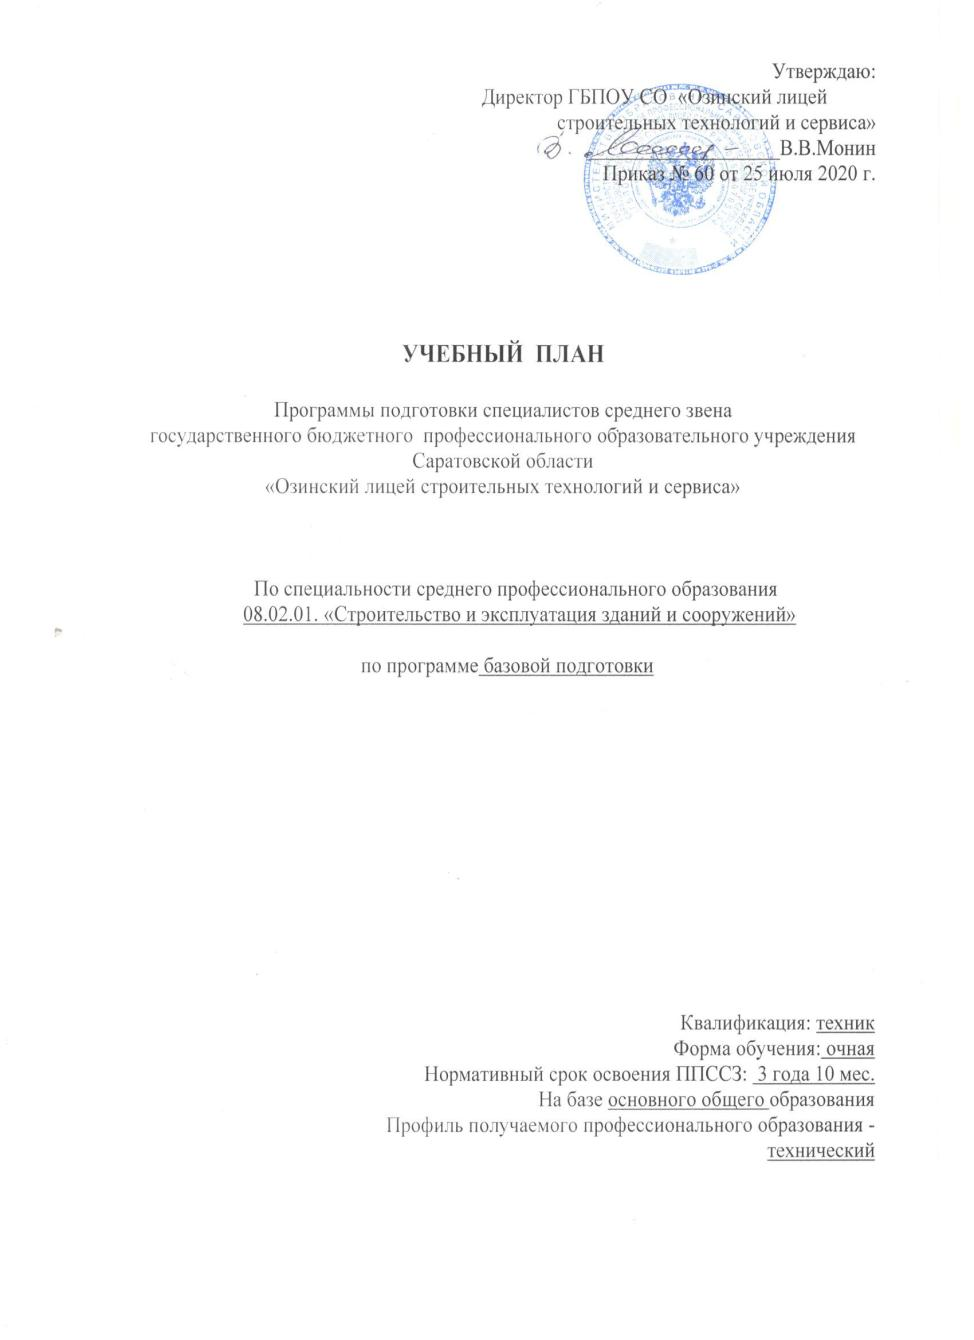 Утверждаю:
Директор ГБПОУ СО «Озинский лицей
строительных технологий и сервиса»
В.В.Монин
Приказ № 60 от 25 июля 2020 г.
УЧЕБНЫЙ ПЛАН
Программы подготовки специалистов среднего звена
государственного бюджетного профессионального образовательного учреждения
Саратовской области
«Озинский лицей строительных технологий и сервиса»
По специальности среднего профессионального образования
08.02.01. «Строительство и эксплуатация зданий и сооружений»
по программе базовой подготовки
Квалификация: техник
Форма обучения: очная
Нормативный срок освоения ППССЗ: 3 года 10 мес.
На базе основного общего образования
Профиль получаемого профессионального образования -
технический